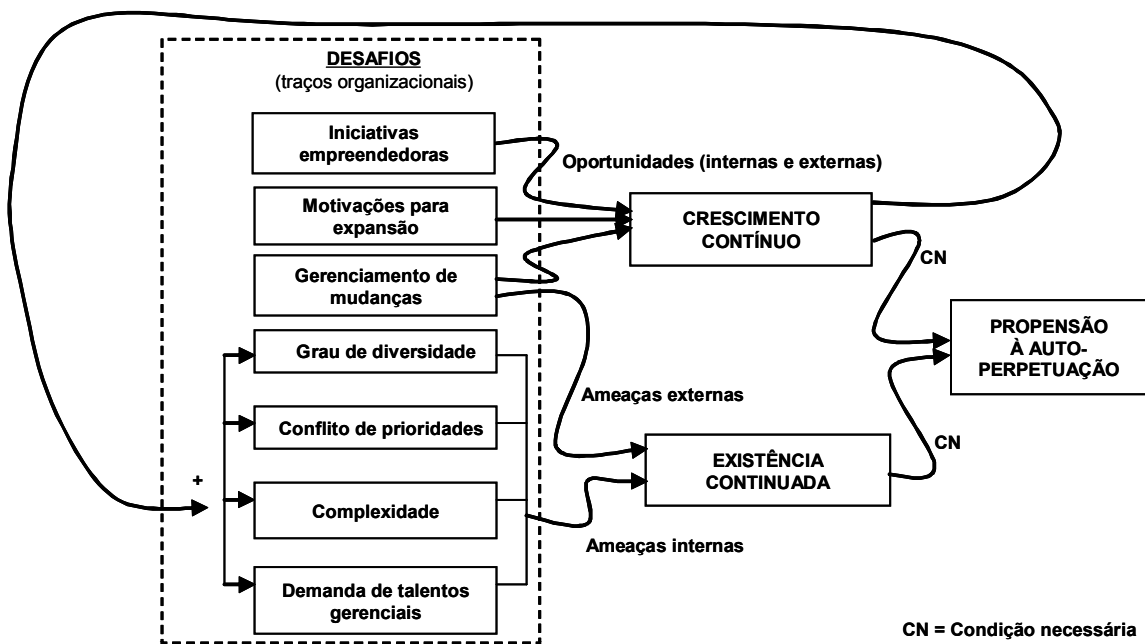 DESAFIOS
(traços organizacionais)
Iniciativas
empreendedoras
Oportunidades (internas e externas)
Motivações para
expansão
CRESCIMENTO
CONTÍNUO
Gerenciamento de
mudanças
CN
PROPENSÃO
À AUTO-
PERPETUAÇÃO
Grau de diversidade
Ameaças externas
Conflito de prioridades
CN
EXISTÊNCIA
CONTINUADA
+
Complexidade
Ameaças internas
Demanda de talentos
gerenciais
CN = Condição necessária